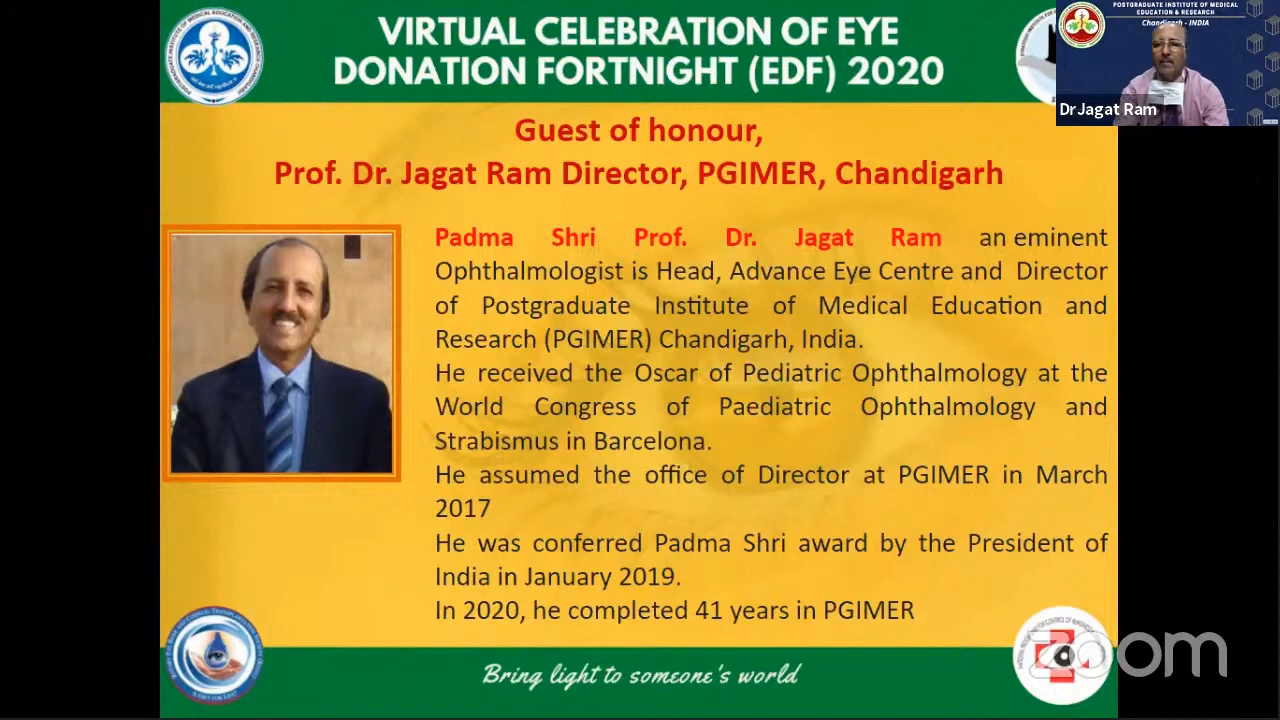 VIRTUAL CELEBRATION OF EYE
DONATION FORTNIGHT (EDF) 2020
POSTGRADUATE INSTITUTE OF MEDICAL
EDUCATION & RESEARCH
Chandigarh - INDIA
Dr Jagat Ram
Guest of honour,
Prof. Dr. Jagat Ram Director, PGIMER, Chandigarh
Padma Shri Prof. Dr. Jagat Ram an eminent
Ophthalmologist is Head, Advance Eye Centre and Director
of Postgraduate Institute of Medical Education and
Research (PGIMER) Chandigarh, India.
He received the Oscar of Pediatric Ophthalmology at the
World Congress of Paediatric Ophthalmology and
Strabismus in Barcelona.
He assumed the office of Director at PGIMER in March
2017
He was conferred Padma Shri award by the President of
India in January 2019.
In 2020, he completed 41 years in PGIMER
Bring light to someone's world
zoom